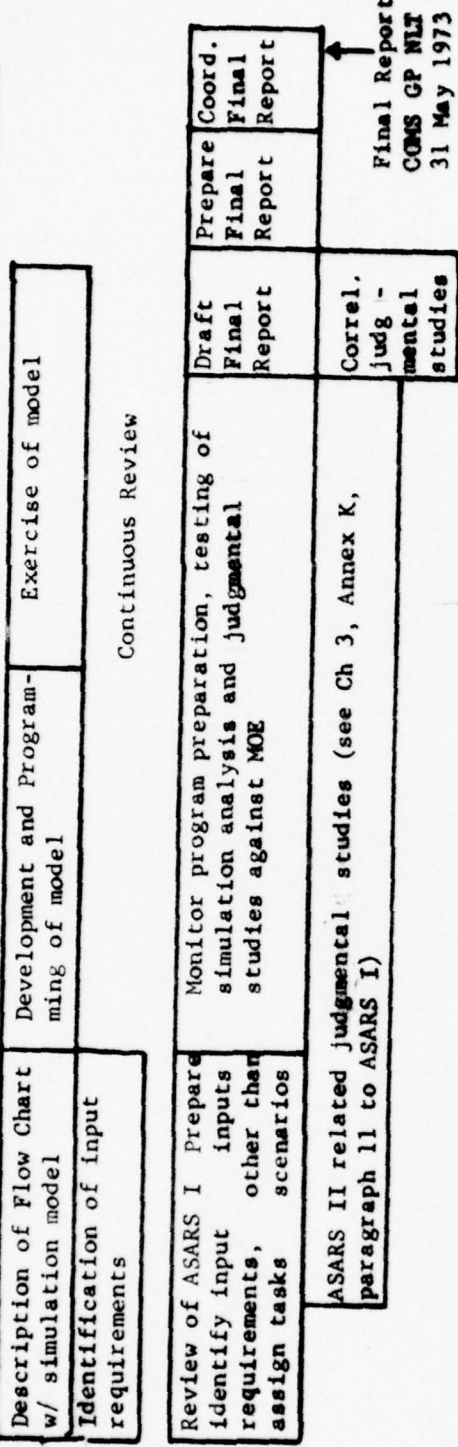 Description of Flow Chart
w/ simulation model
Development and Program-
ming of model
Exercise of model
Identification of input
requirements
Continuous Review
Review of ASARS I
identify input
requirements,
assign tasks
Prepare
inputs
other than
scenarios
Monitor program preparation, testing of
simulation analysis and judgmental
studies against MOE
Draft
Final
Report
Prepare
Final
Report
Coord.
Final
Report
ASARS II related judgmental studies (see Ch 3, Annex K,
paragraph 11 to ASARS I)
Correl.
judg -
mental
studies
Final Report
COMS GP NLT
31 May 1973